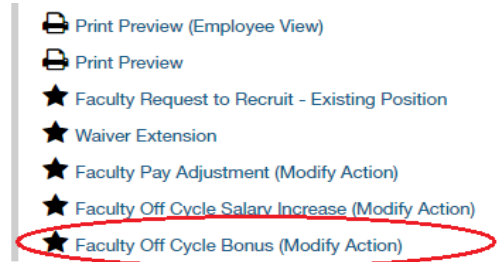 Print Preview (Employee View)
Print Preview
Faculty Request to Recruit - Existing Position
Waiver Extension
Faculty Pay Adjustment (Modify Action)
Faculty Off Cycle Salary Increase (Modify Action)
Faculty Off Cycle Bonus (Modify Action)